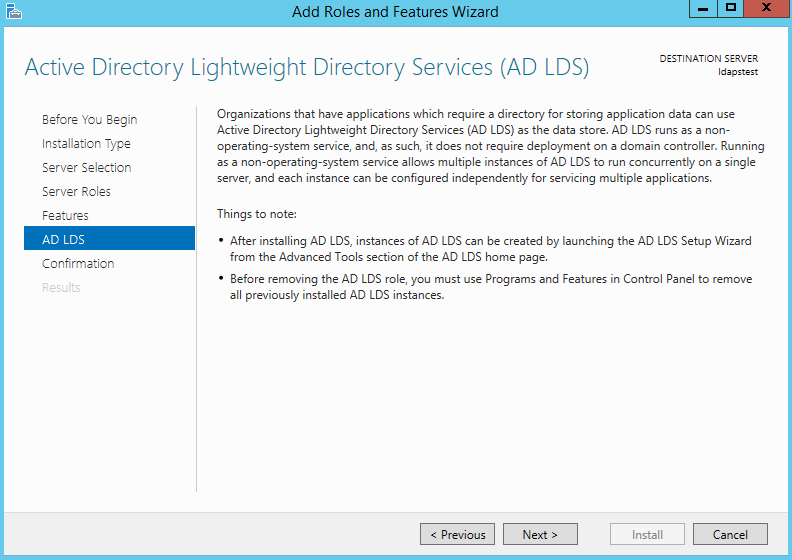 Add Roles and Features Wizard
Active Directory Lightweight Directory Services (AD LDS)
DESTINATION SERVER
ldapstest
Before You Begin
Installation Type
Server Selection
Server Roles
Features
AD LDS
Confirmation
Results
Organizations that have applications which require a directory for storing application data can use
Active Directory Lightweight Directory Services (AD LDS) as the data store. AD LDS runs as a non-
operating-system service, and, as such, it does not require deployment on a domain controller. Running
as a non-operating-system service allows multiple instances of AD LDS to run concurrently on a single
server, and each instance can be configured independently for servicing multiple applications.
Things to note:
• After installing AD LDS, instances of AD LDS can be created by launching the AD LDS Setup Wizard
from the Advanced Tools section of the AD LDS home page.
• Before removing the AD LDS role, you must use Programs and Features in Control Panel to remove
all previously installed AD LDS instances.
< Previous
Next >
Install
Cancel